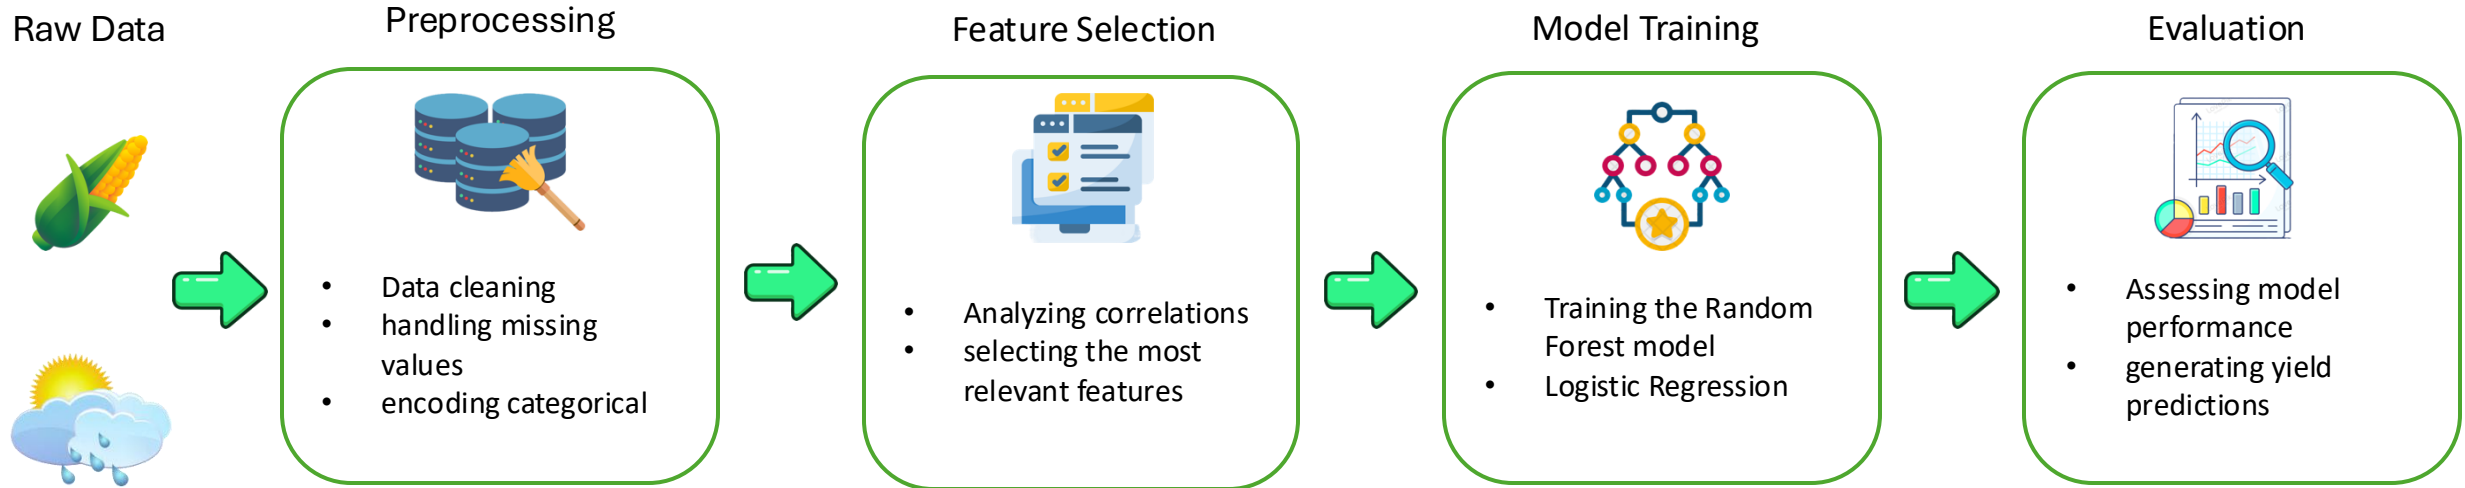 Raw Data
Preprocessing
• Data cleaning
• handling missing
values
• encoding categorical
Feature Selection
• Analyzing correlations
• selecting the most
relevant features
Model Training
• Training the Random
Forest model
• Logistic Regression
Evaluation
• Assessing model
performance
• generating yield
predictions